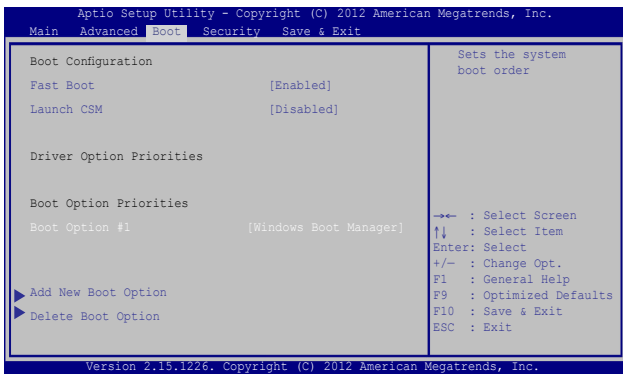 Aptio Setup Utility - Copyright (C) 2012 American Megatrends, Inc.
Main Advanced Boot Security Save & Exit
Boot Configuration
Fast Boot [Enabled]
Launch CSM [Disabled]
Driver Option Priorities
Boot Option Priorities
Boot Option #1 [Windows Boot Manager]
Add New Boot Option
Delete Boot Option
Sets the system
boot order
→← : Select Screen
↑↓ : Select Item
Enter: Select
+/— : Change Opt.
F1 : General Help
F9 : Optimized Defaults
F10 : Save & Exit
ESC : Exit
Version 2.15.1226. Copyright (C) 2012 American Megatrends, Inc.